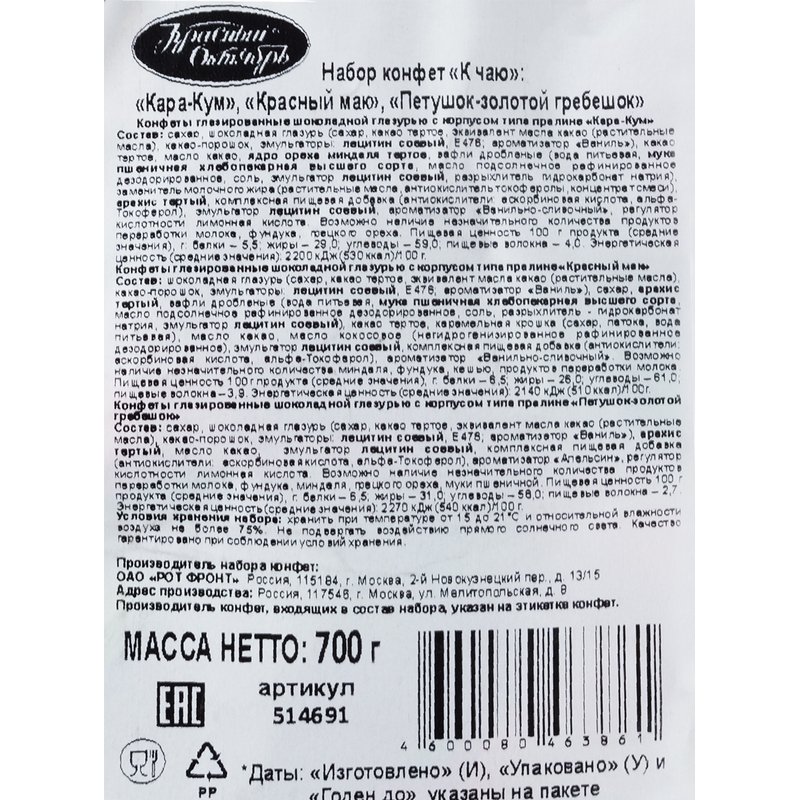 Красный
Октябрь
Набор конфет «К чаю»:
«Кара-Кум», «Красный мак», «Петушок-золотой гребешок»
Конфеты глазированные шоколадной глазурью с корпусом типа пралине «Кара-Кум»
Состав: сахар, шоколадная глазурь (сахар, какао тертое, эквивалент масла какао (растительные
масла), какао-порошок, эмульгаторы: лецитин соевый, Е476; ароматизатор «Ваниль»), какао
тертое, масло какао, ядро ореха миндаля тертое, вафли дробленые (вода питьевая, мука
пшеничная хлебопекарная высшего сорта, масло подсолнечное рафинированное
дезодорированное, соль, эмульгатор лецитин соевый, разрыхлитель гидрокарбонат натрия),
заменитель молочного жира (растительные масла, антиокислитель токоферолы, концентрат смеси),
арахис тертый, комплексная пищевая добавка (антиокислители: аскорбиновая кислота, альфа-
Токоферол), эмульгатор лецитин соевый, ароматизатор «Ванильно-сливочный», регулятор
кислотности лимонная кислота. Возможно наличие незначительного количества продуктов
переработки молока, фундука, грецкого ореха. Пищевая ценность 100 г продукта (средние
значения), г: белки – 5,5; жиры – 29,0; углеводы – 59,0; пищевые волокна – 4,0. Энергетическая
ценность (средние значения): 2200 кДж (530 ккал)/100 г.
Конфеты глазированные шоколадной глазурью с корпусом типа пралине «Красный мак»
Состав: шоколадная глазурь (сахар, какао тертое, эквивалент масла какао (растительные масла),
какао-порошок, эмульгаторы: лецитин соевый, Е476, ароматизатор «Ваниль»), сахар, арахис
тертый, вафли дробленые (вода питьевая, мука пшеничная хлебопекарная высшего сорта,
масло подсолнечное рафинированное дезодорированное, соль, разрыхлитель - гидрокарбонат
натрия, эмульгатор лецитин соевый), какао тертое, карамельная крошка (сахар, патока, вода
питьевая), масло какао, масло кокосовое (негидрогенизированное рафинированное
дезодорированное), эмульгатор лецитин соевый, комплексная пищевая добавка (антиокислители:
аскорбиновая кислота, альфа-Токоферол), ароматизатор «Ванильно-сливочный». Возможно
наличие незначительного количества миндаля, фундука, кешью, продуктов переработки молока.
Пищевая ценность 100 г продукта (средние значения), г: белки – 6,5, жиры – 26,0; углеводы – 61,0,
пищевые волокна – 3,9. Энергетическая ценность (средние значения): 2140 кДж (510 ккал)/100г.
Конфеты глазированные шоколадной глазурью с корпусом типа пралине «Петушок-золотой
гребешок»
Состав: сахар, шоколадная глазурь (сахар, какао тертое, эквивалент масла какао (растительные
масла), какао-порошок, эмульгаторы: лецитин соевый, Е476, ароматизатор «Ваниль»), арахис
тертый, масло какао, эмульгатор лецитин соевый, комплексная пищевая добавка
(антиокислители: аскорбиновая кислота, альфа-Токоферол), ароматизатор «Апельсин», регулятор
кислотности лимонная кислота. Возможно наличие незначительного количества продуктов
переработки молока, фундука, миндаля, грецкого ореха, муки пшеничной. Пищевая ценность 100 г
продукта (средние значения), г: белки – 6,5, жиры – 31,0; углеводы – 56,0; пищевые волокна – 2,7.
Энергетическая ценность (средние значения): 2270 кДж (540 ккал)/100 г.
Условия хранения набора: хранить при температуре от 15 до 21°С и относительной влажности
воздуха не более 75%. Не подвергать воздействию прямого солнечного света. Качество
гарантировано при соблюдении условий хранения.
Производитель набора конфет:
ОАО «РОТ ФРОНТ» Россия, 115184, г. Москва, 2-й Новокузнецкий пер., д. 13/15
Адрес производства: Россия, 117546, г. Москва, ул. Мелитопольская, д. 8
Производитель конфет, входящих в состав набора, указан на этикетке конфет.
МАССА НЕТТО: 700 г
ЕАС
артикул
514691
4 600080 463861
PP
*Даты: «Изготовлено» (И), «Упаковано» (У) и
«Годен до» указаны на пакете